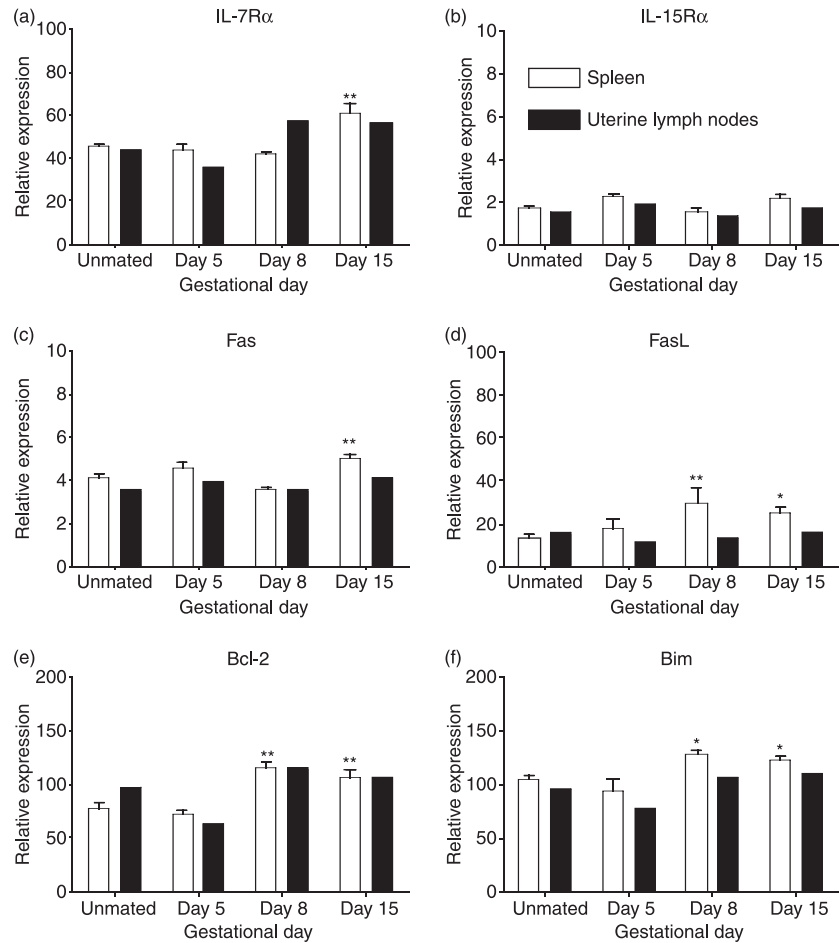 (a) IL-7Rα
Relative expression
100
80
60
40
20
0
**
Unmated Day 5 Day 8 Day 15
Gestational day
(b) IL-15Rα
Relative expression
10
8
6
4
2
0
Spleen
Uterine lymph nodes
Unmated Day 5 Day 8 Day 15
Gestational day
(c) Fas
Relative expression
10
8
6
4
2
0
**
Unmated Day 5 Day 8 Day 15
Gestational day
(d) FasL
Relative expression
100
80
60
40
20
0
** *
Unmated Day 5 Day 8 Day 15
Gestational day
(e) Bcl-2
Relative expression
200
150
100
50
0
** **
Unmated Day 5 Day 8 Day 15
Gestational day
(f) Bim
Relative expression
200
150
100
50
0
* *
Unmated Day 5 Day 8 Day 15
Gestational day